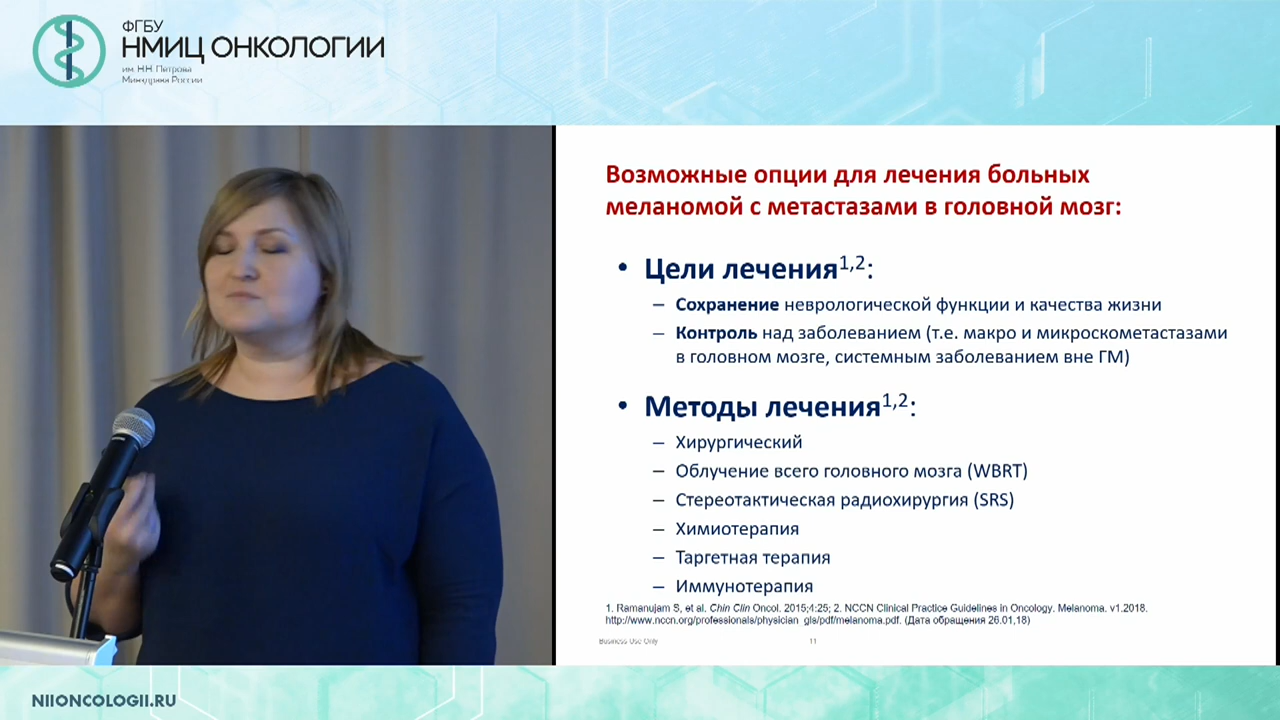 ФГБУ
НМИЦ ОНКОЛОГИИ
им. Н.Н. Петрова
Минздрава России
Возможные опции для лечения больных
меланомой с метастазами в головной мозг:
• Цели лечения1,2:
– Сохранение неврологической функции и качества жизни
– Контроль над заболеванием (т.е. макро и микроскометастазами
в головном мозге, системным заболеванием вне ГМ)
• Методы лечения1,2:
– Хирургический
– Облучение всего головного мозга (WBRT)
– Стереотактическая радиохирургия (SRS)
– Химиотерапия
– Таргетная терапия
– Иммунотерапия
1. Ramanujam S, et al. Chin Clin Oncol. 2015;4:25; 2. NCCN Clinical Practice Guidelines in Oncology. Melanoma. v1.2018.
http://www.nccn.org/professionals/physician_gls/pdf/melanoma.pdf. (Дата обращения 26.01,18)
Business Use Only
11
NIIONCOLOGII.RU